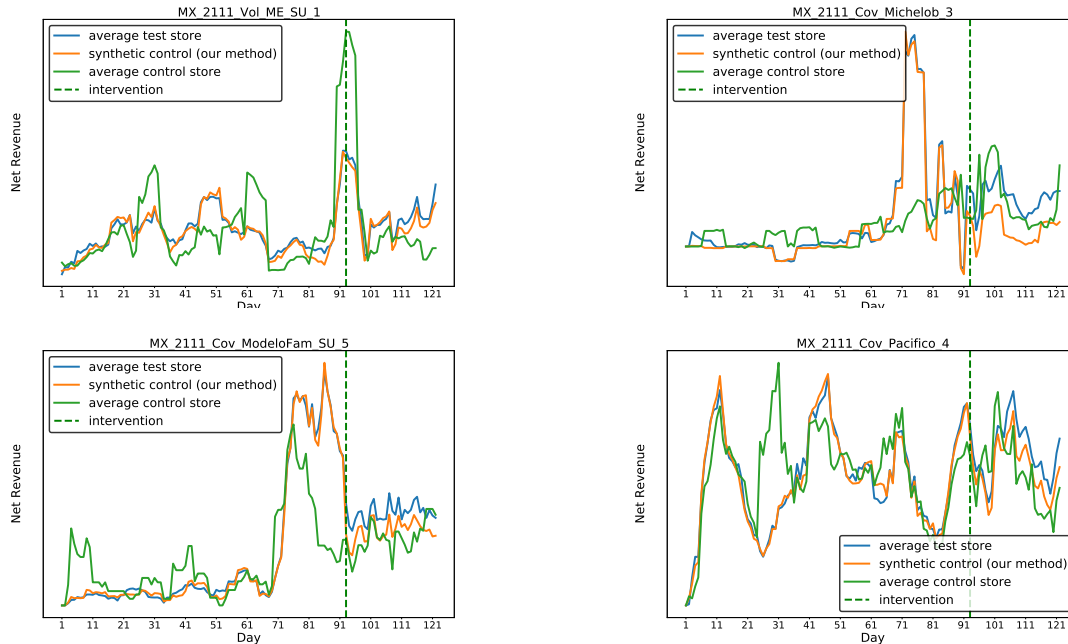 MX_2111_Vol_ME_SU_1
average test store
synthetic control (our method)
average control store
intervention
Net Revenue
1 11 21 31 41 51 61 71 81 91 101 111 121
Day
MX_2111_Cov_Michelob_3
average test store
synthetic control (our method)
average control store
intervention
Net Revenue
1 11 21 31 41 51 61 71 81 91 101 111 121
Day
MX_2111_Cov_ModeloFam_SU_5
average test store
synthetic control (our method)
average control store
intervention
Net Revenue
1 11 21 31 41 51 61 71 81 91 101 111 121
Day
MX_2111_Cov_Pacifico_4
Net Revenue
average test store
synthetic control (our method)
average control store
intervention
1 11 21 31 41 51 61 71 81 91 101 111 121
Day